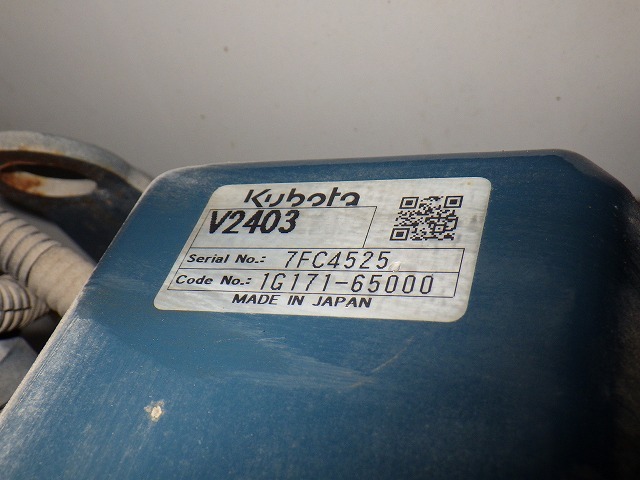 Kubota
V2403
Serial No.: 7FC4525
Code No.: 1G171-65000
MADE IN JAPAN